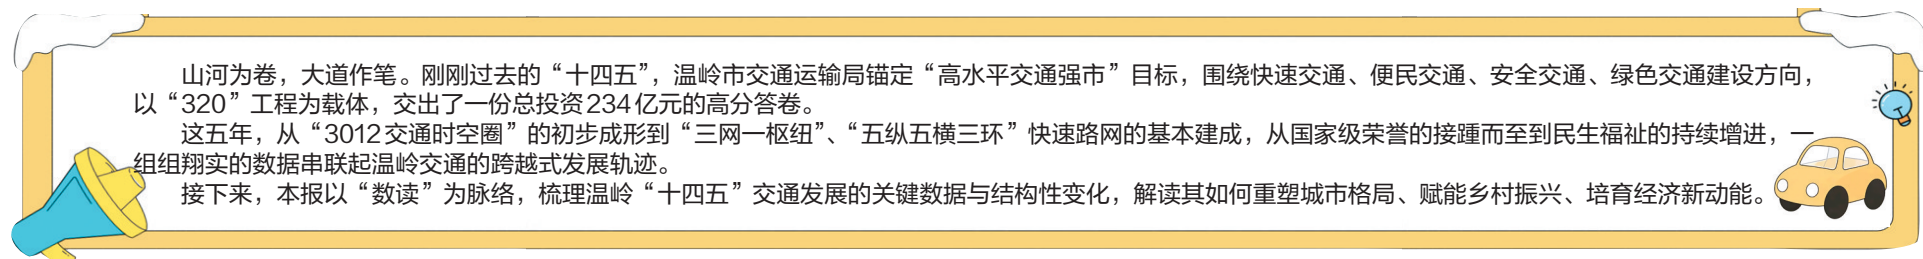 山河为卷，大道作笔。刚刚过去的“十四五”，温岭市交通运输局锚定“高水平交通强市”目标，围绕快速交通、便民交通、安全交通、绿色交通建设方向，
以“320”工程为载体，交出了一份总投资234亿元的高分答卷。
这五年，从“3012交通时空圈”的初步成形到“三网一枢纽”、“五纵五横三环”快速路网的基本建成，从国家级荣誉的接踵而至到民生福祉的持续增进，一
组组翔实的数据串联起温岭交通的跨越式发展轨迹。
接下来，本报以“数读”为脉络，梳理温岭“十四五”交通发展的关键数据与结构性变化，解读其如何重塑城市格局、赋能乡村振兴、培育经济新动能。